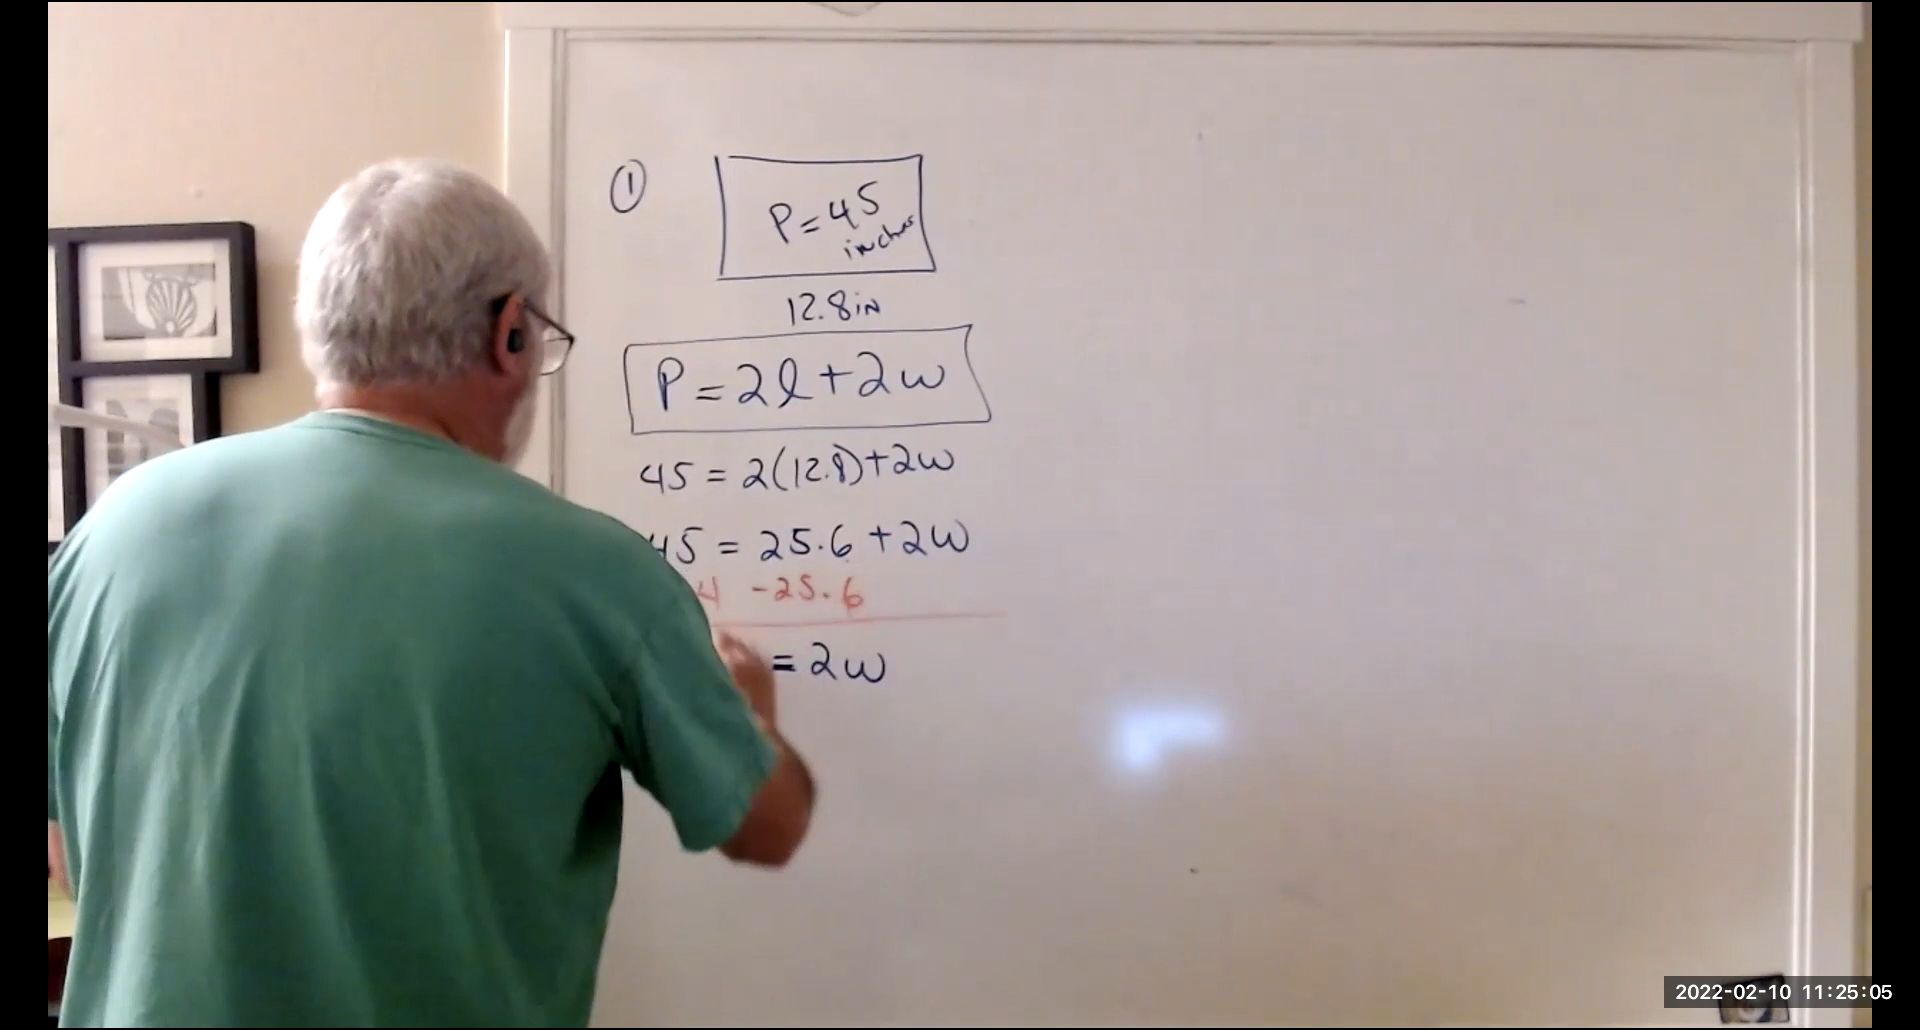 1
P=45
inches
12.8in
P=2l+2w
45 = 2(12.8)+2w
45 = 25.6 +2w
4 -25.6
= 2w
2022-02-10 11:25:05